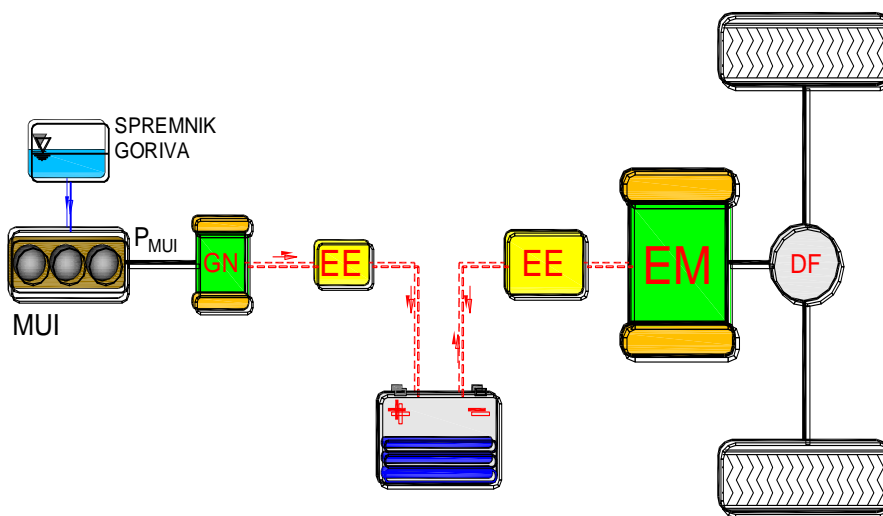 SPREMNIK
GORIVA
P_MUI
MUI
GN
EE
EE
EM
DF
+
-